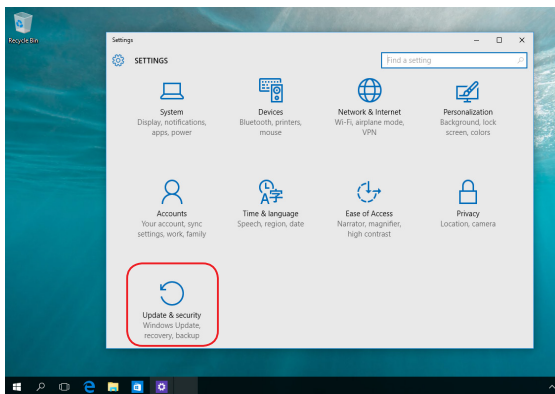 Recycle Bin
Settings
SETTINGS
Find a setting
System
Display, notifications,
apps, power
Devices
Bluetooth, printers,
mouse
Network & Internet
Wi-Fi, airplane mode,
VPN
Personalization
Background, lock
screen, colors
Accounts
Your account, sync
settings, work, family
Time & language
Speech, region, date
Ease of Access
Narrator, magnifier,
high contrast
Privacy
Location, camera
Update & security
Windows Update,
recovery, backup